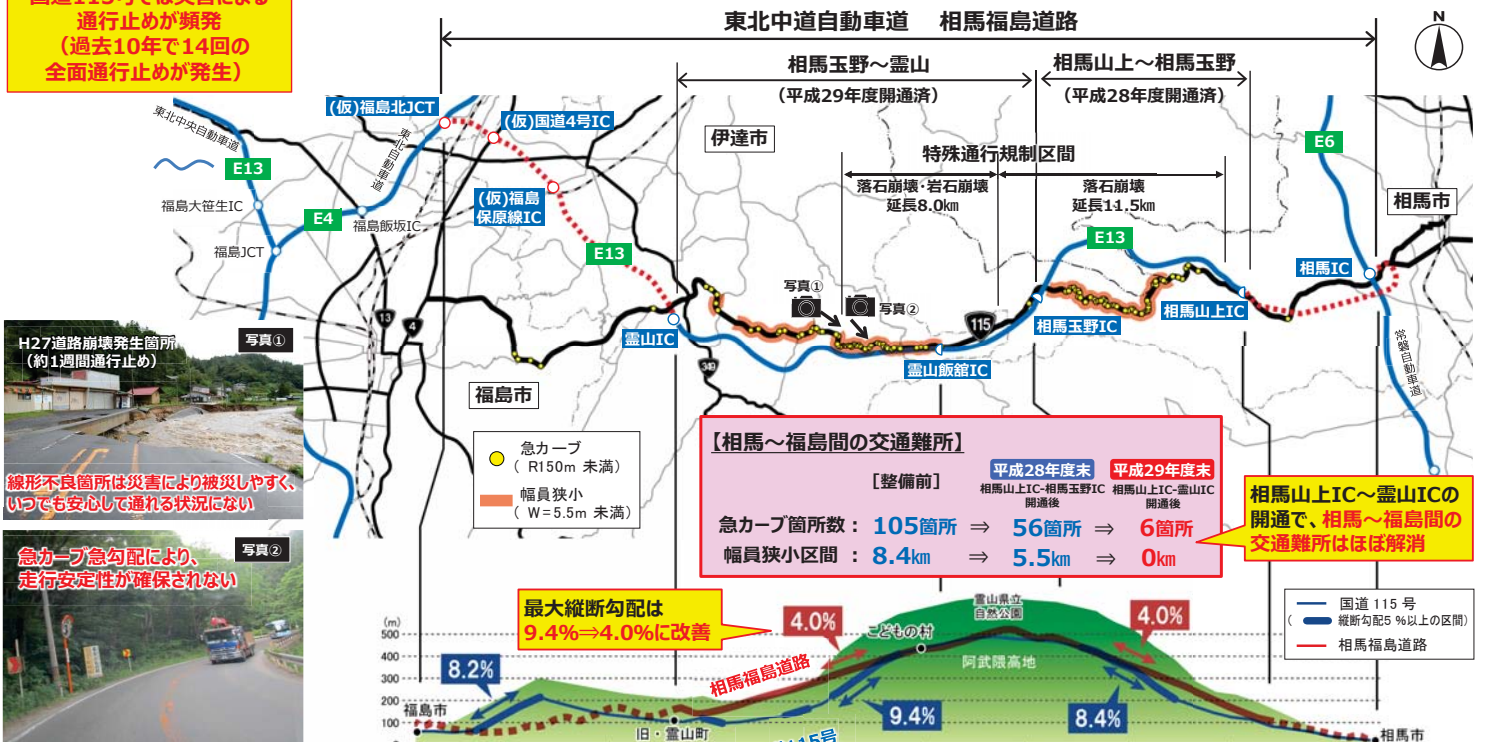 国道115号では災害による
通行止めが頻発
（過去10年で14回の
全面通行止めが発生）
東北中道自動車道　相馬福島道路
N
相馬玉野～霊山
（平成29年度開通済）
相馬山上～相馬玉野
（平成28年度開通済）
東北中央自動車道
E13
福島大笹生IC
福島JCT
E4
福島飯坂IC
東北自動車道
(仮)福島北JCT
(仮)国道4号IC
(仮)福島
保原線IC
E13
伊達市
特殊通行規制区間
落石崩壊・岩石崩壊
延長8.0km
落石崩壊
延長11.5km
E6
相馬市
E13
相馬IC
相馬山上IC
相馬玉野IC
115
写真①
写真②
霊山飯舘IC
霊山IC
349
13
4
福島市
常磐自動車道
H27道路崩壊発生箇所
（約1週間通行止め）
写真①
線形不良箇所は災害により被災しやすく、
いつでも安心して通れる状況にない
急カーブ
（ R150m 未満）
幅員狭小
（ W=5.5m 未満）
【相馬～福島間の交通難所】
[整備前]
平成28年度末
相馬山上IC-相馬玉野IC
開通後
平成29年度末
相馬山上IC-霊山IC
開通後
急カーブ箇所数： 105箇所 ⇒ 56箇所 ⇒ 6箇所
幅員狭小区間 ： 8.4km ⇒ 5.5km ⇒ 0km
相馬山上IC～霊山ICの
開通で、相馬～福島間の
交通難所はほぼ解消
写真②
急カーブ急勾配により、
走行安定性が確保されない
最大縦断勾配は
9.4%⇒4.0%に改善
国道 115 号
（ 縦断勾配5 %以上の区間）
相馬福島道路
(m)
500
400
300
200
100
福島市
8.2%
旧・霊山町
相馬福島道路
4.0%
こどもの村
霊山県立
自然公園
阿武隈高地
4.0%
9.4%
8.4%
115号
相馬市